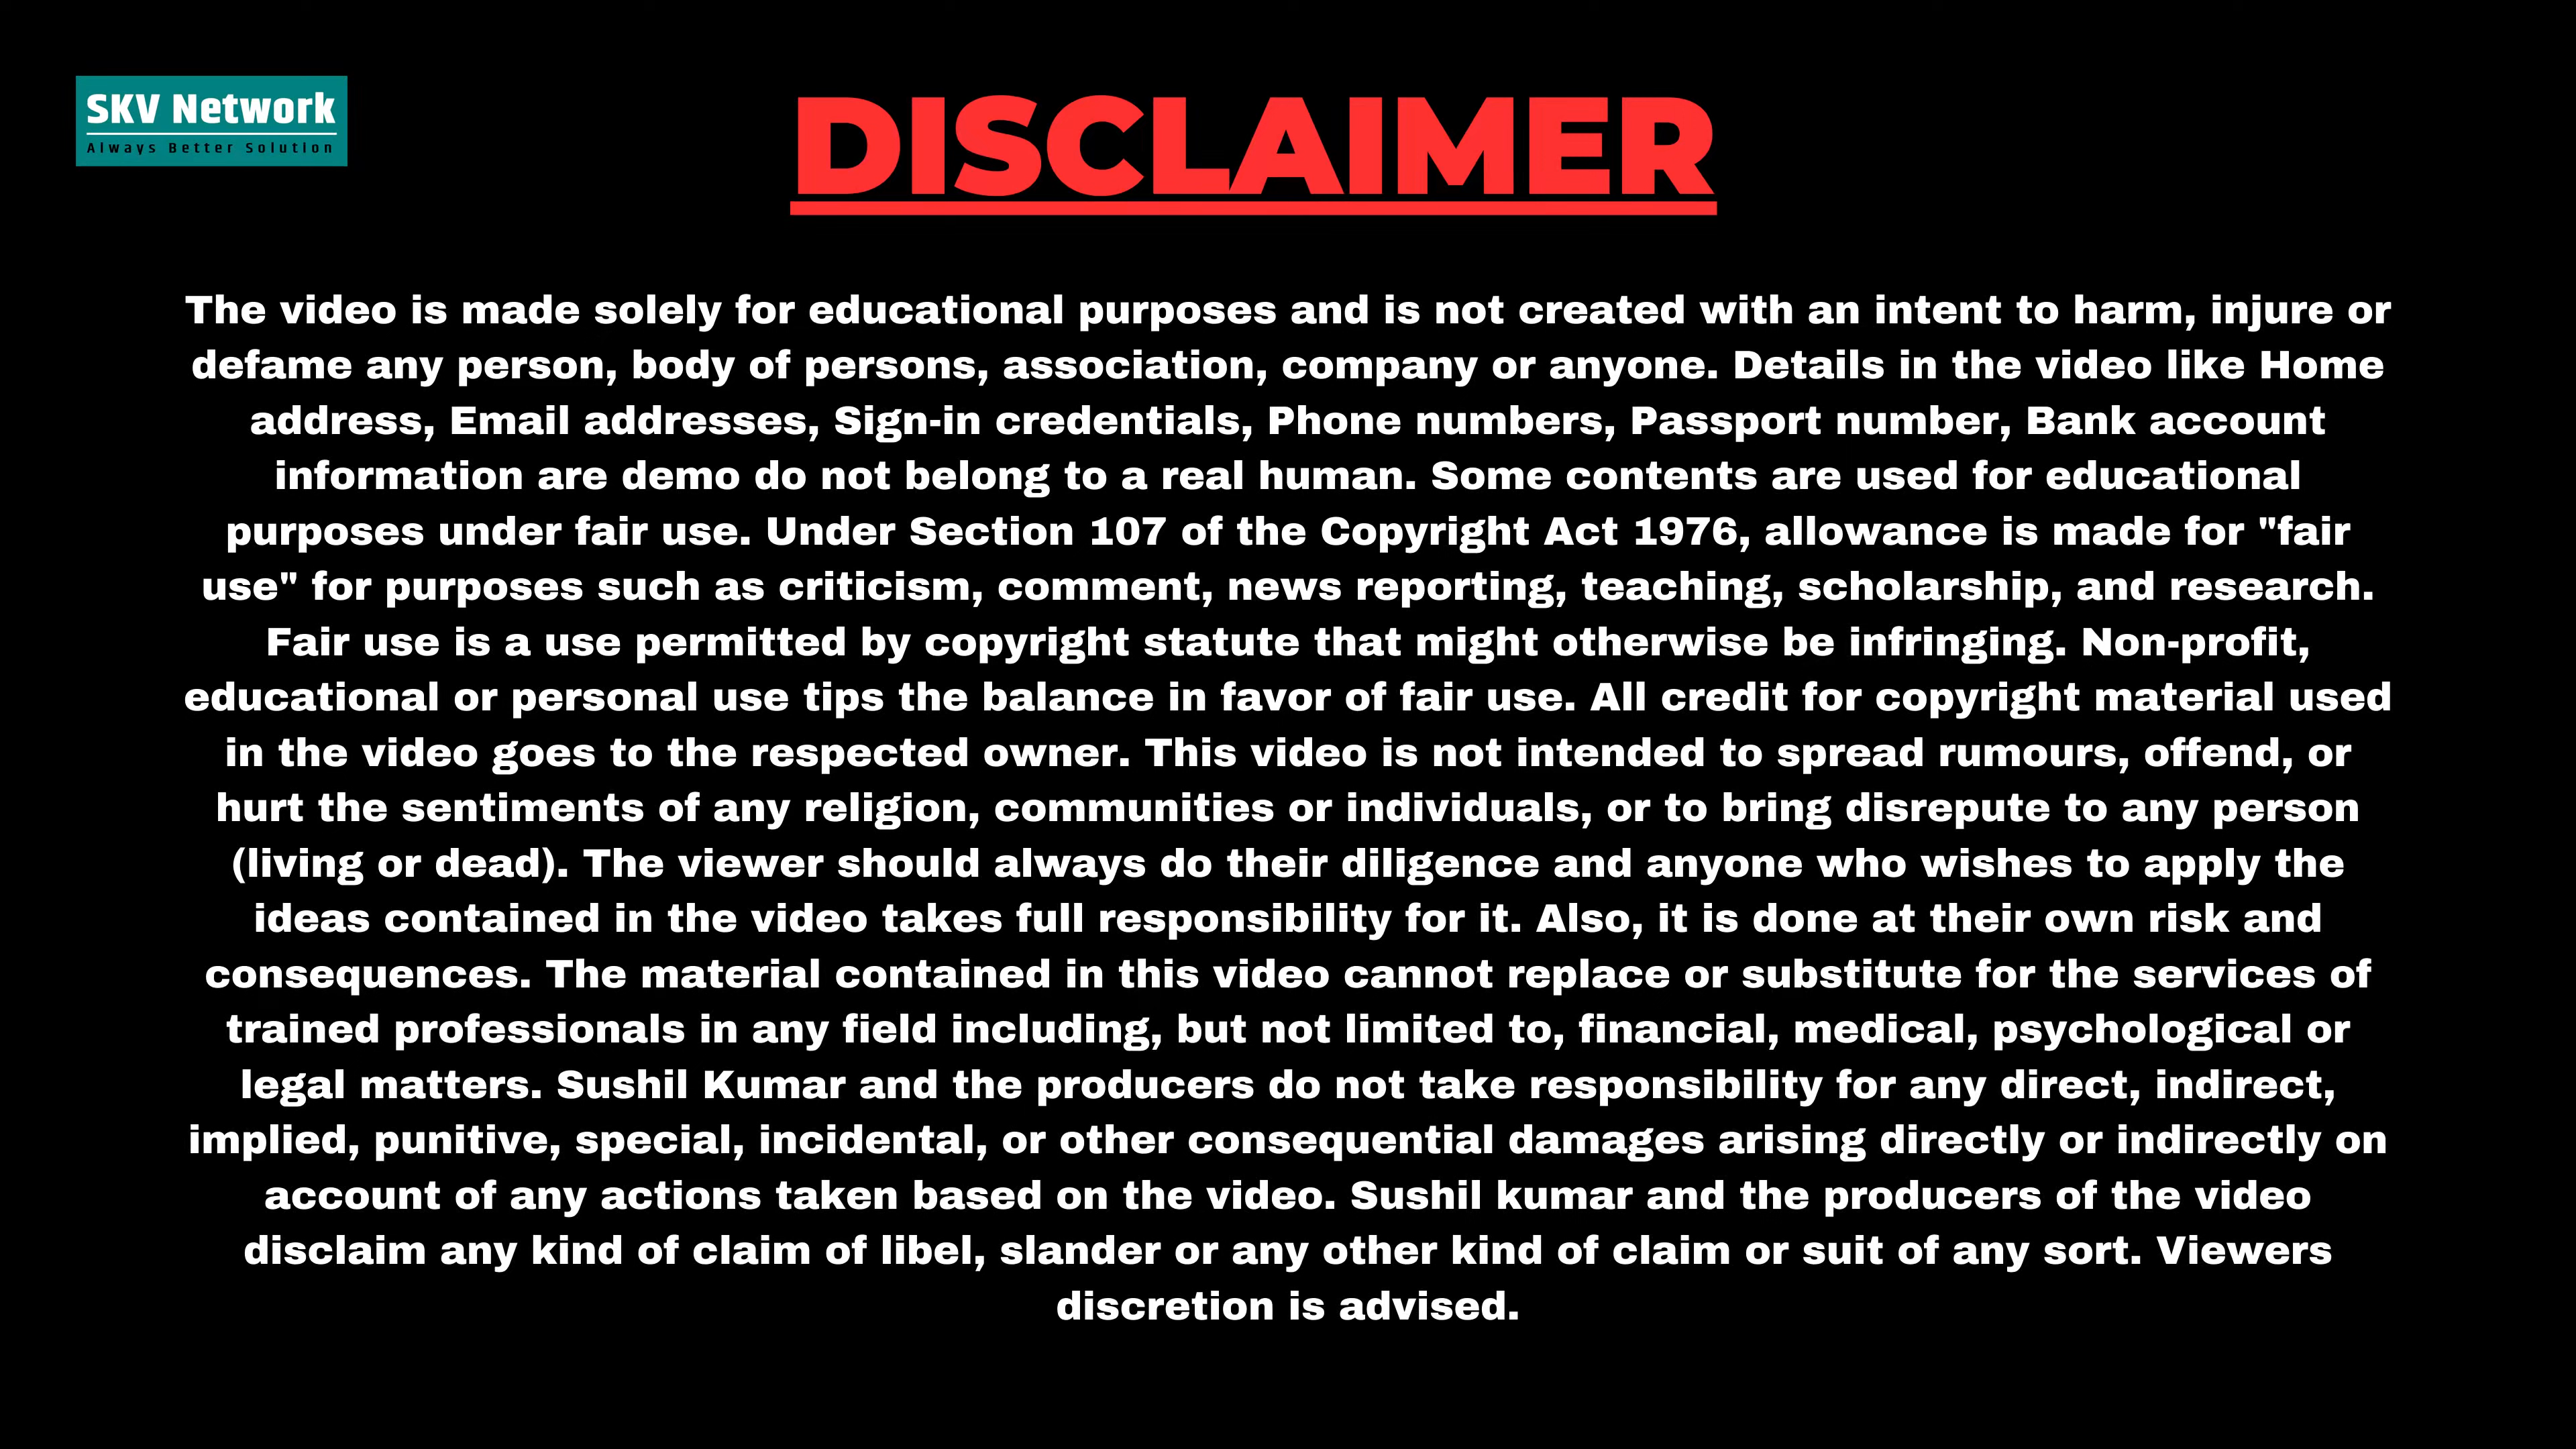 SKV Network
Always Better Solution
DISCLAIMER
The video is made solely for educational purposes and is not created with an intent to harm, injure or
defame any person, body of persons, association, company or anyone. Details in the video like Home
address, Email addresses, Sign-in credentials, Phone numbers, Passport number, Bank account
information are demo do not belong to a real human. Some contents are used for educational
purposes under fair use. Under Section 107 of the Copyright Act 1976, allowance is made for "fair
use" for purposes such as criticism, comment, news reporting, teaching, scholarship, and research.
Fair use is a use permitted by copyright statute that might otherwise be infringing. Non-profit,
educational or personal use tips the balance in favor of fair use. All credit for copyright material used
in the video goes to the respected owner. This video is not intended to spread rumours, offend, or
hurt the sentiments of any religion, communities or individuals, or to bring disrepute to any person
(living or dead). The viewer should always do their diligence and anyone who wishes to apply the
ideas contained in the video takes full responsibility for it. Also, it is done at their own risk and
consequences. The material contained in this video cannot replace or substitute for the services of
trained professionals in any field including, but not limited to, financial, medical, psychological or
legal matters. Sushil Kumar and the producers do not take responsibility for any direct, indirect,
implied, punitive, special, incidental, or other consequential damages arising directly or indirectly on
account of any actions taken based on the video. Sushil kumar and the producers of the video
disclaim any kind of claim of libel, slander or any other kind of claim or suit of any sort. Viewers
discretion is advised.